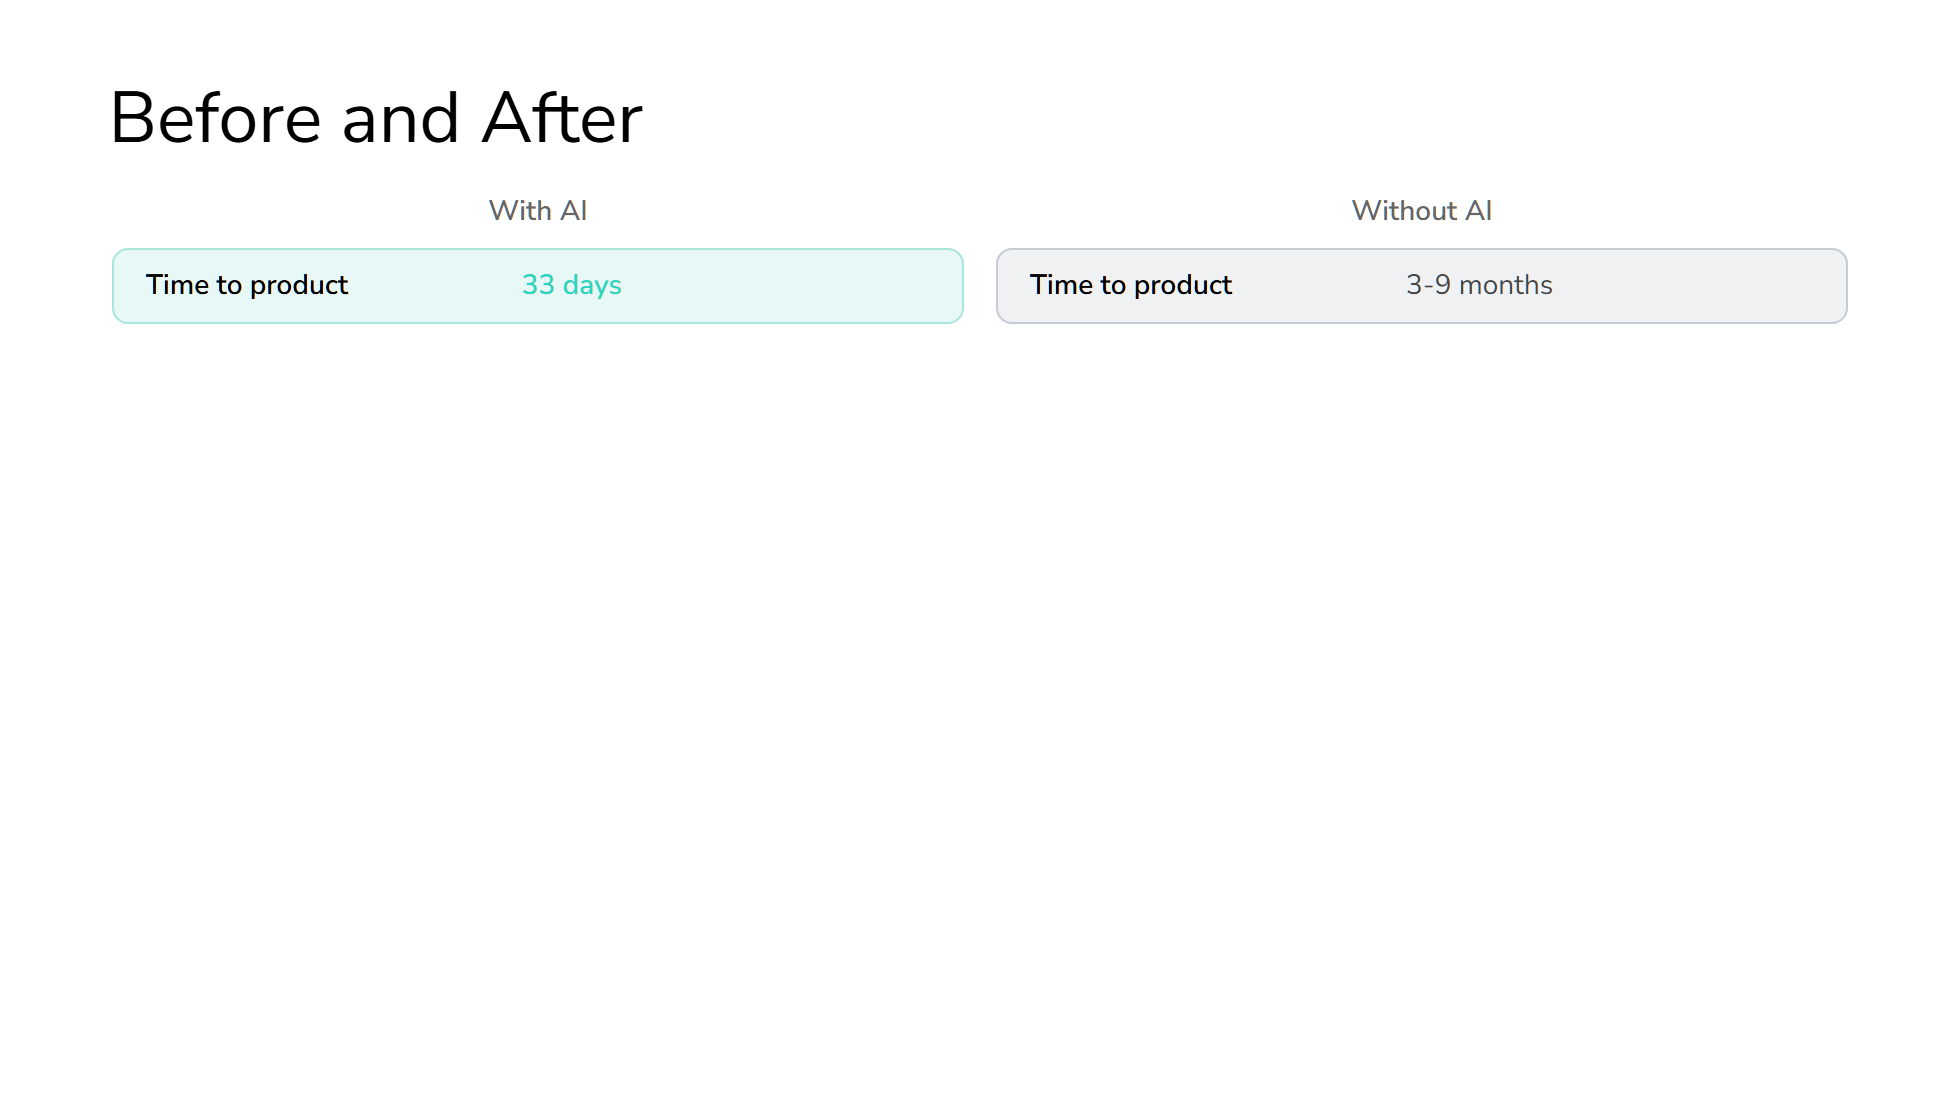 Before and After
With AI
Without AI
Time to product 33 days
Time to product 3-9 months